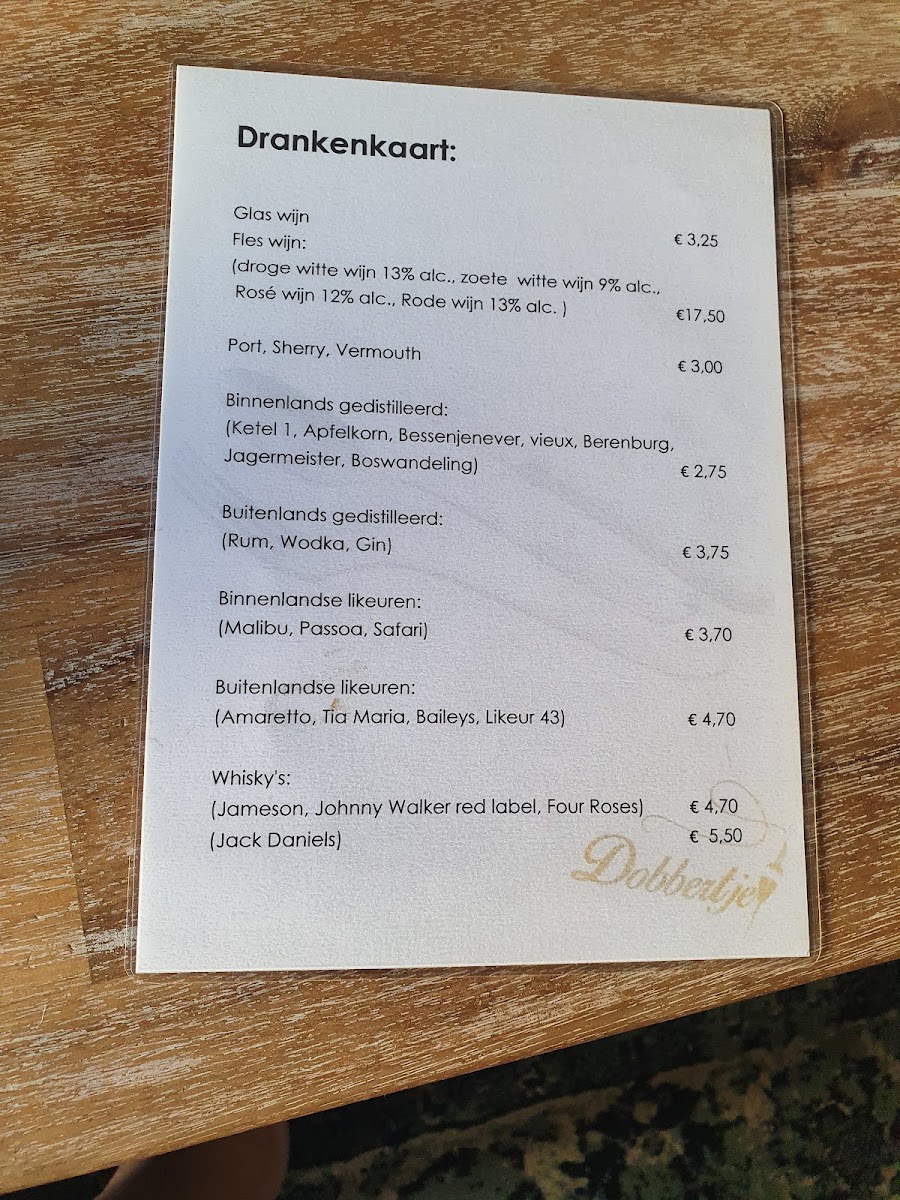 Drankenkaart:
Glas wijn € 3,25
Fles wijn:
(droge witte wijn 13% alc., zoete witte wijn 9% alc.,
Rosé wijn 12% alc., Rode wijn 13% alc. ) €17,50
Port, Sherry, Vermouth € 3,00
Binnenlands gedistilleerd:
(Ketel 1, Apfelkorn, Bessenjenever, vieux, Berenburg,
Jagermeister, Boswandeling) € 2,75
Buitenlands gedistilleerd:
(Rum, Wodka, Gin) € 3,75
Binnenlandse likeuren:
(Malibu, Passoa, Safari) € 3,70
Buitenlandse likeuren:
(Amaretto, Tia Maria, Baileys, Likeur 43) € 4,70
Whisky's:
(Jameson, Johnny Walker red label, Four Roses) € 4,70
(Jack Daniels) € 5,50
Dobbertje